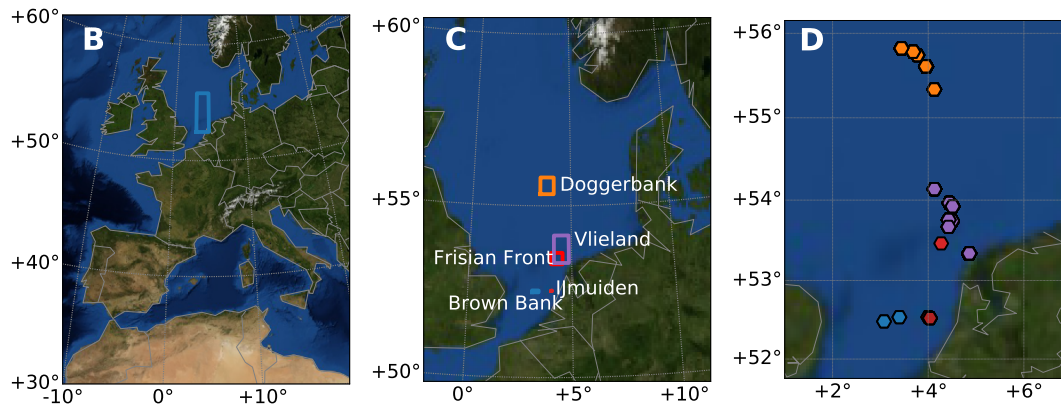 B
+60°
+50°
+40°
+30°
-10°
0°
+10°
C
+60°
+55°
+50°
0°
+5°
+10°
Doggerbank
Vlieland
Frisian Front
IJmuiden
Brown Bank
D
+56°
+55°
+54°
+53°
+52°
+2°
+4°
+6°